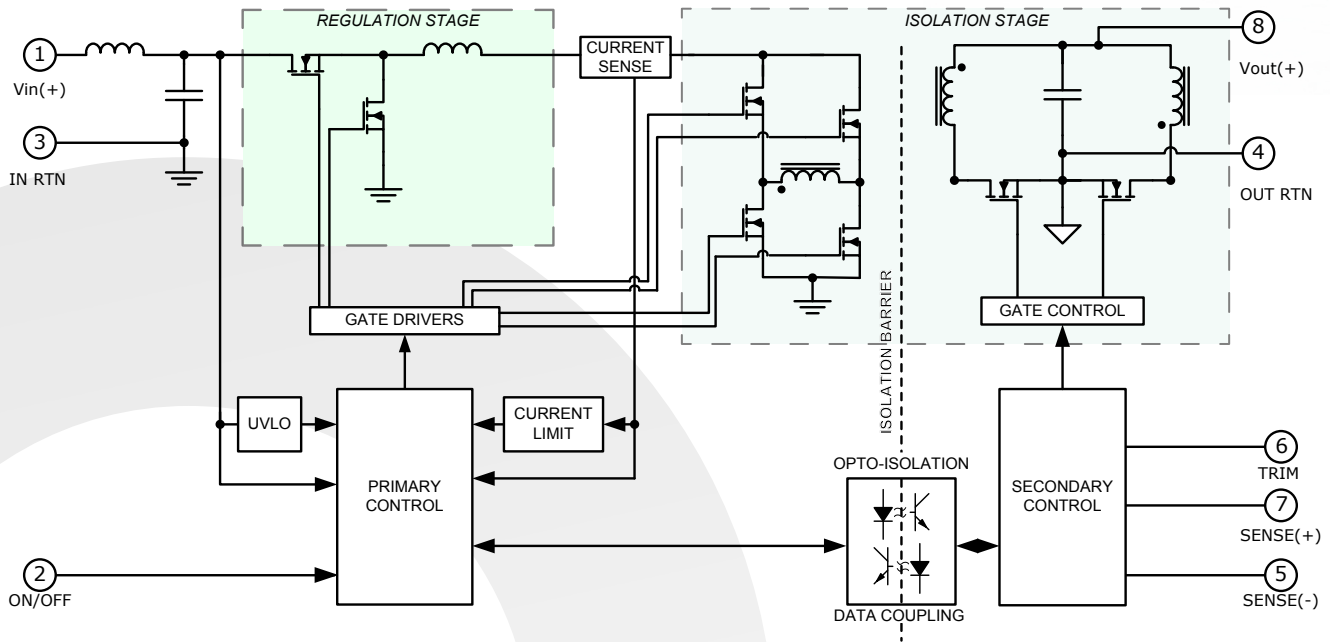 REGULATION STAGE
ISOLATION STAGE
1
Vin(+)
CURRENT
SENSE
8
Vout(+)
3
IN RTN
4
OUT RTN
ISOLATION BARRIER
GATE DRIVERS
GATE CONTROL
UVLO
CURRENT
LIMIT
PRIMARY
CONTROL
OPTO-ISOLATION
DATA COUPLING
SECONDARY
CONTROL
6
TRIM
7
SENSE(+)
2
ON/OFF
5
SENSE(-)